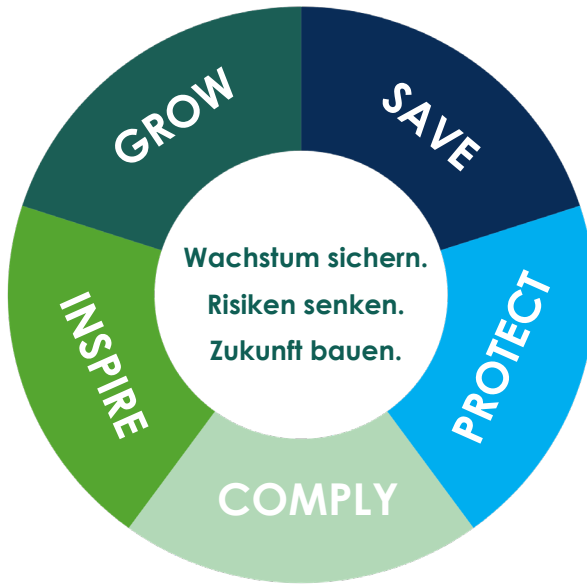 GROW
SAVE
Wachstum sichern.
Risiken senken.
Zukunft bauen.
INSPIRE
PROTECT
COMPLY